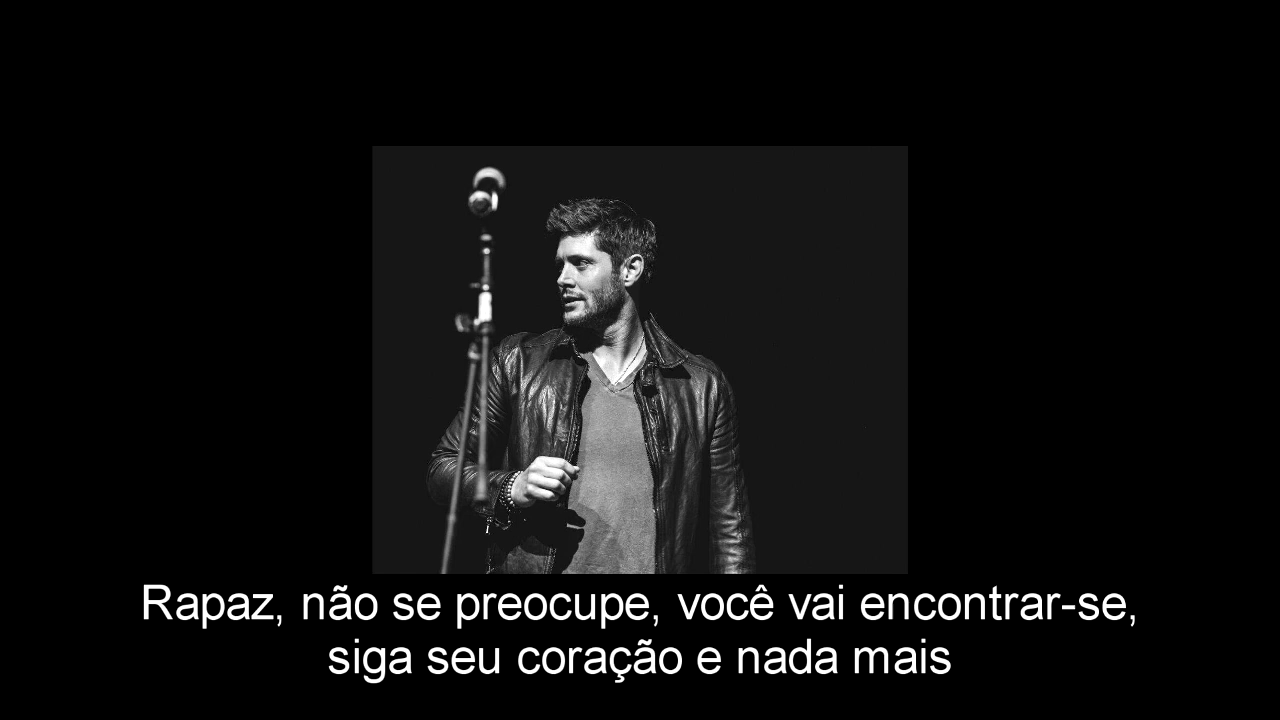 Rapaz, não se preocupe, você vai encontrar-se,
siga seu coração e nada mais